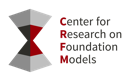 Center for
Research on
Foundation
Models